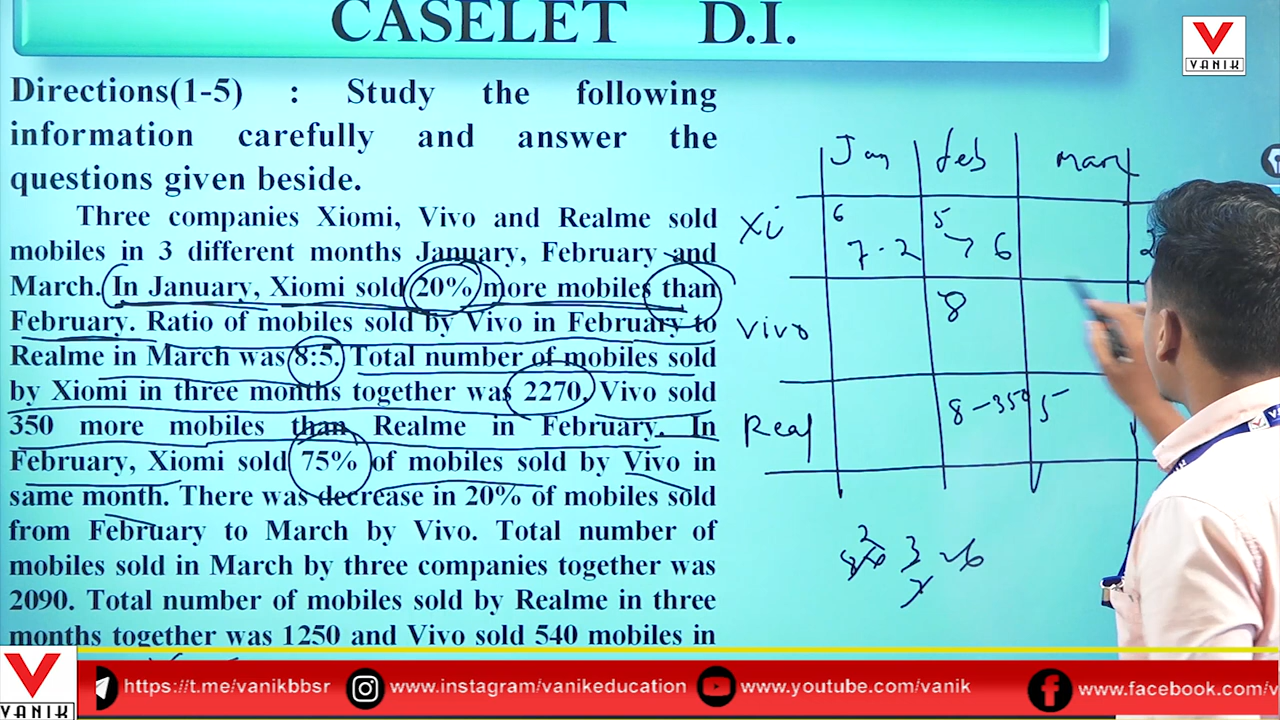 CASELET D.I.
VANIK
Directions(1-5) : Study the following
information carefully and answer the
questions given beside.
Three companies Xiomi, Vivo and Realme sold
mobiles in 3 different months January, February and
March. In January, Xiomi sold 20% more mobiles than
February. Ratio of mobiles sold by Vivo in February to
Realme in March was 8:5. Total number of mobiles sold
by Xiomi in three months together was 2270. Vivo sold
350 more mobiles than Realme in February. In
February, Xiomi sold 75% of mobiles sold by Vivo in
same month. There was decrease in 20% of mobiles sold
from February to March by Vivo. Total number of
mobiles sold in March by three companies together was
2090. Total number of mobiles sold by Realme in three
months together was 1250 and Vivo sold 540 mobiles in
Jan feb
Xi 6 7.2 5 → 6
Vivo 8
Real 8-350 5
VANIK
https://t.me/vanikbbsr www.instagram/vanikeducation www.youtube.com/vanik www.facebook.com/v